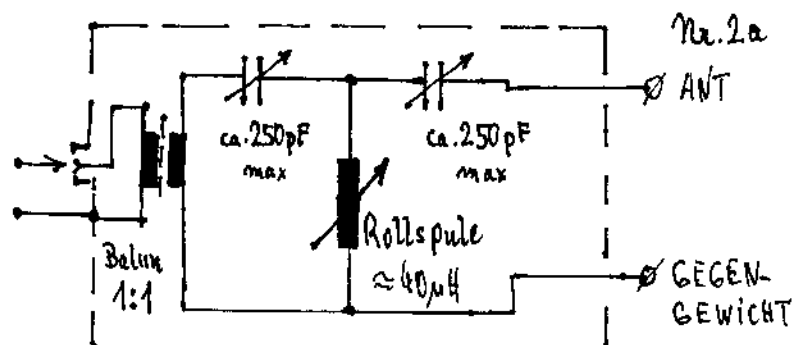 Nr. 2a
ANT
ca. 250pF
max
ca. 250pF
max
Rollspule
≈ 40µH
Balun
1:1
GEGEN-
GEWICHT